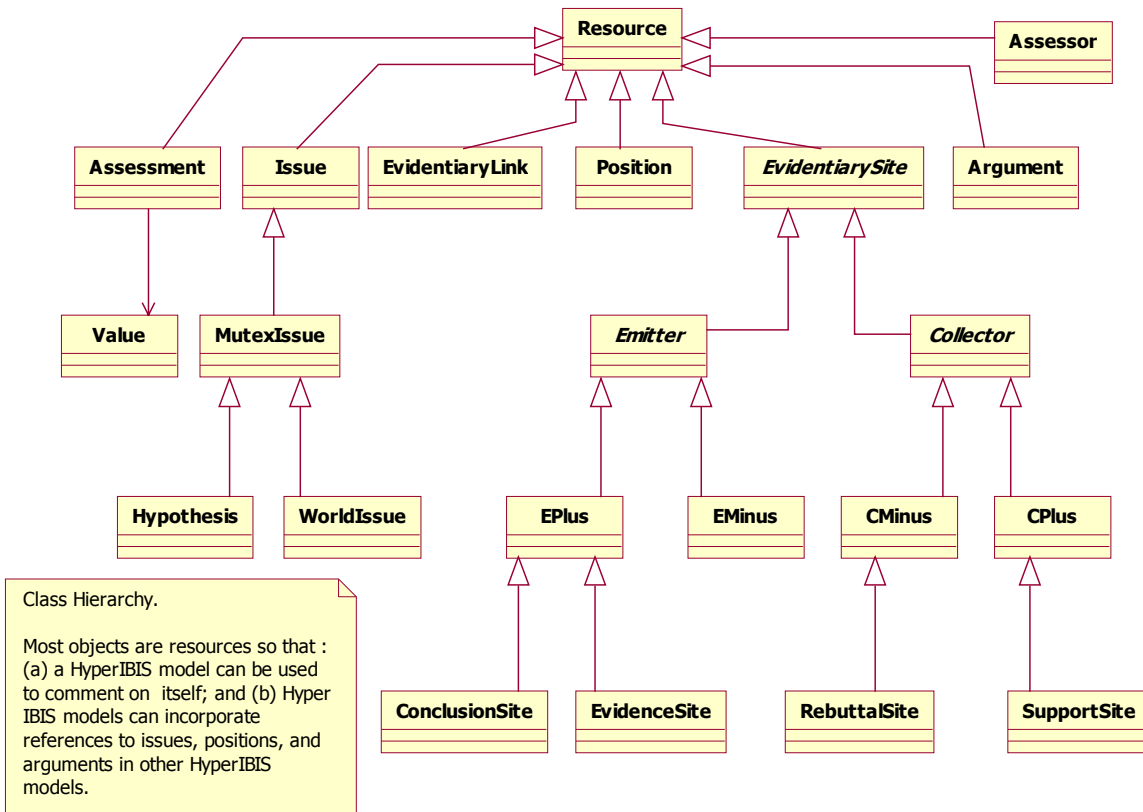 Resource
Assessor
Assessment
Issue
EvidentiaryLink
Position
EvidentiarySite
Argument
Value
MutexIssue
Emitter
Collector
Hypothesis
WorldIssue
EPlus
EMinus
CMinus
CPlus
Class Hierarchy.
Most objects are resources so that :
(a) a HyperIBIS model can be used
to comment on itself; and (b) Hyper
IBIS models can incorporate
references to issues, positions, and
arguments in other HyperIBIS
models.
ConclusionSite
EvidenceSite
RebuttalSite
SupportSite